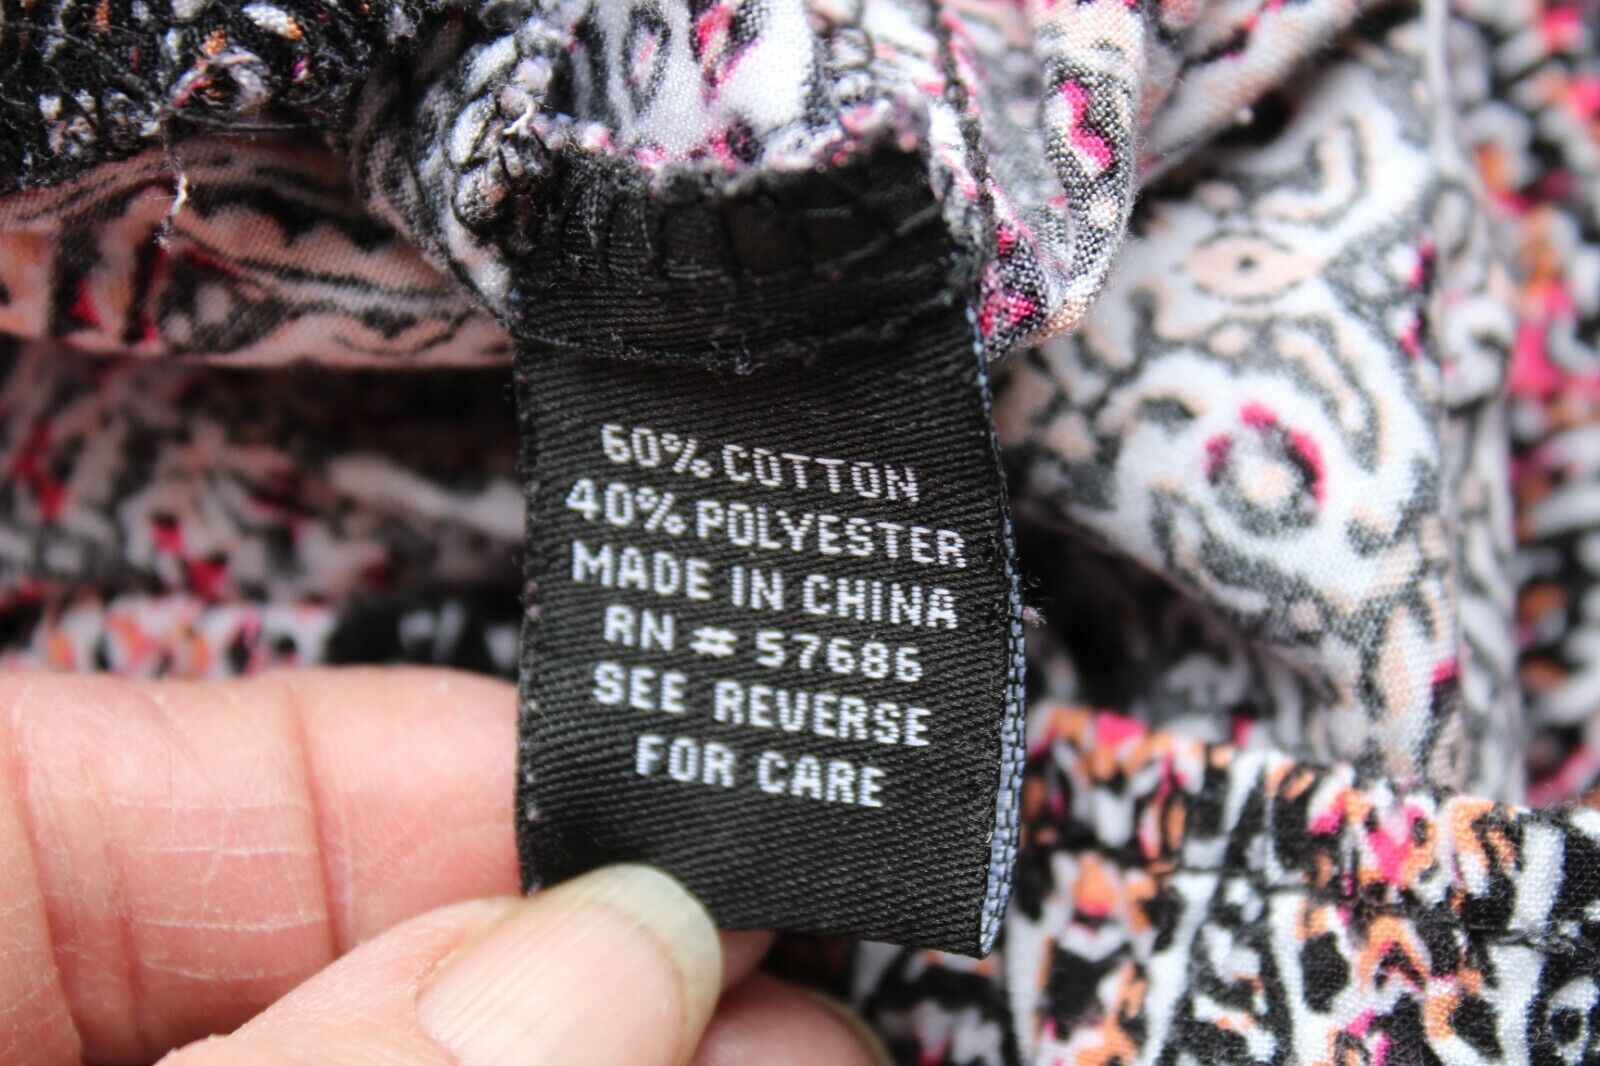 60% COTTON
40% POLYESTER
MADE IN CHINA
RN # 57686
SEE REVERSE
FOR CARE